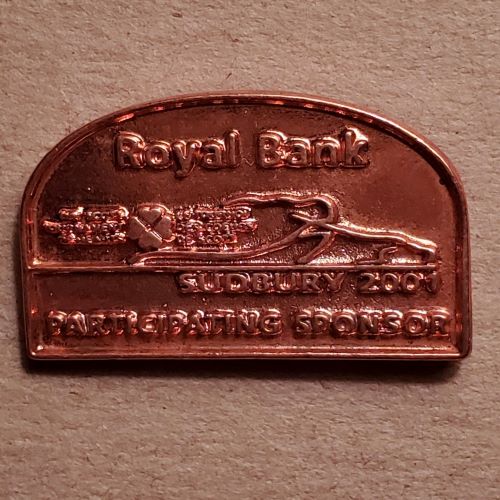 Royal Bank
SUDBURY 2001
PARTICIPATING SPONSOR